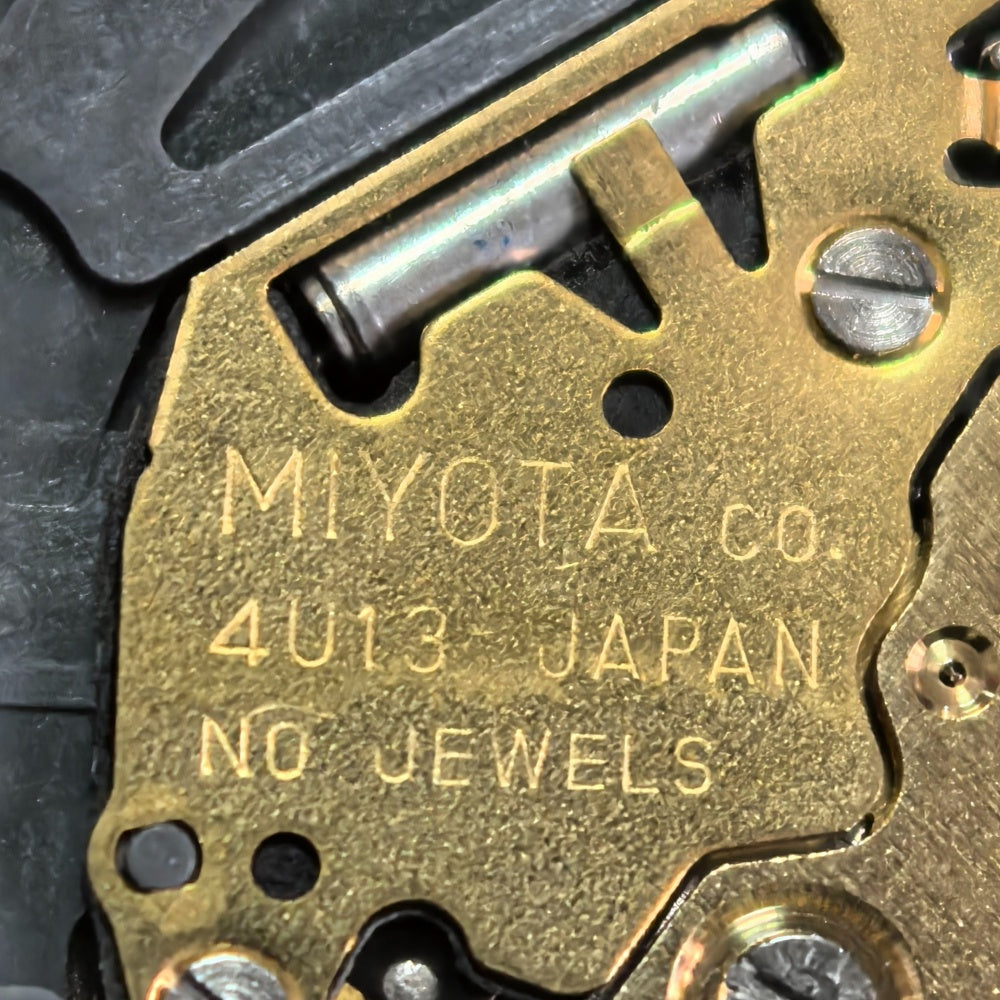 MIYOTA CO.
4U13 JAPAN
NO JEWELS